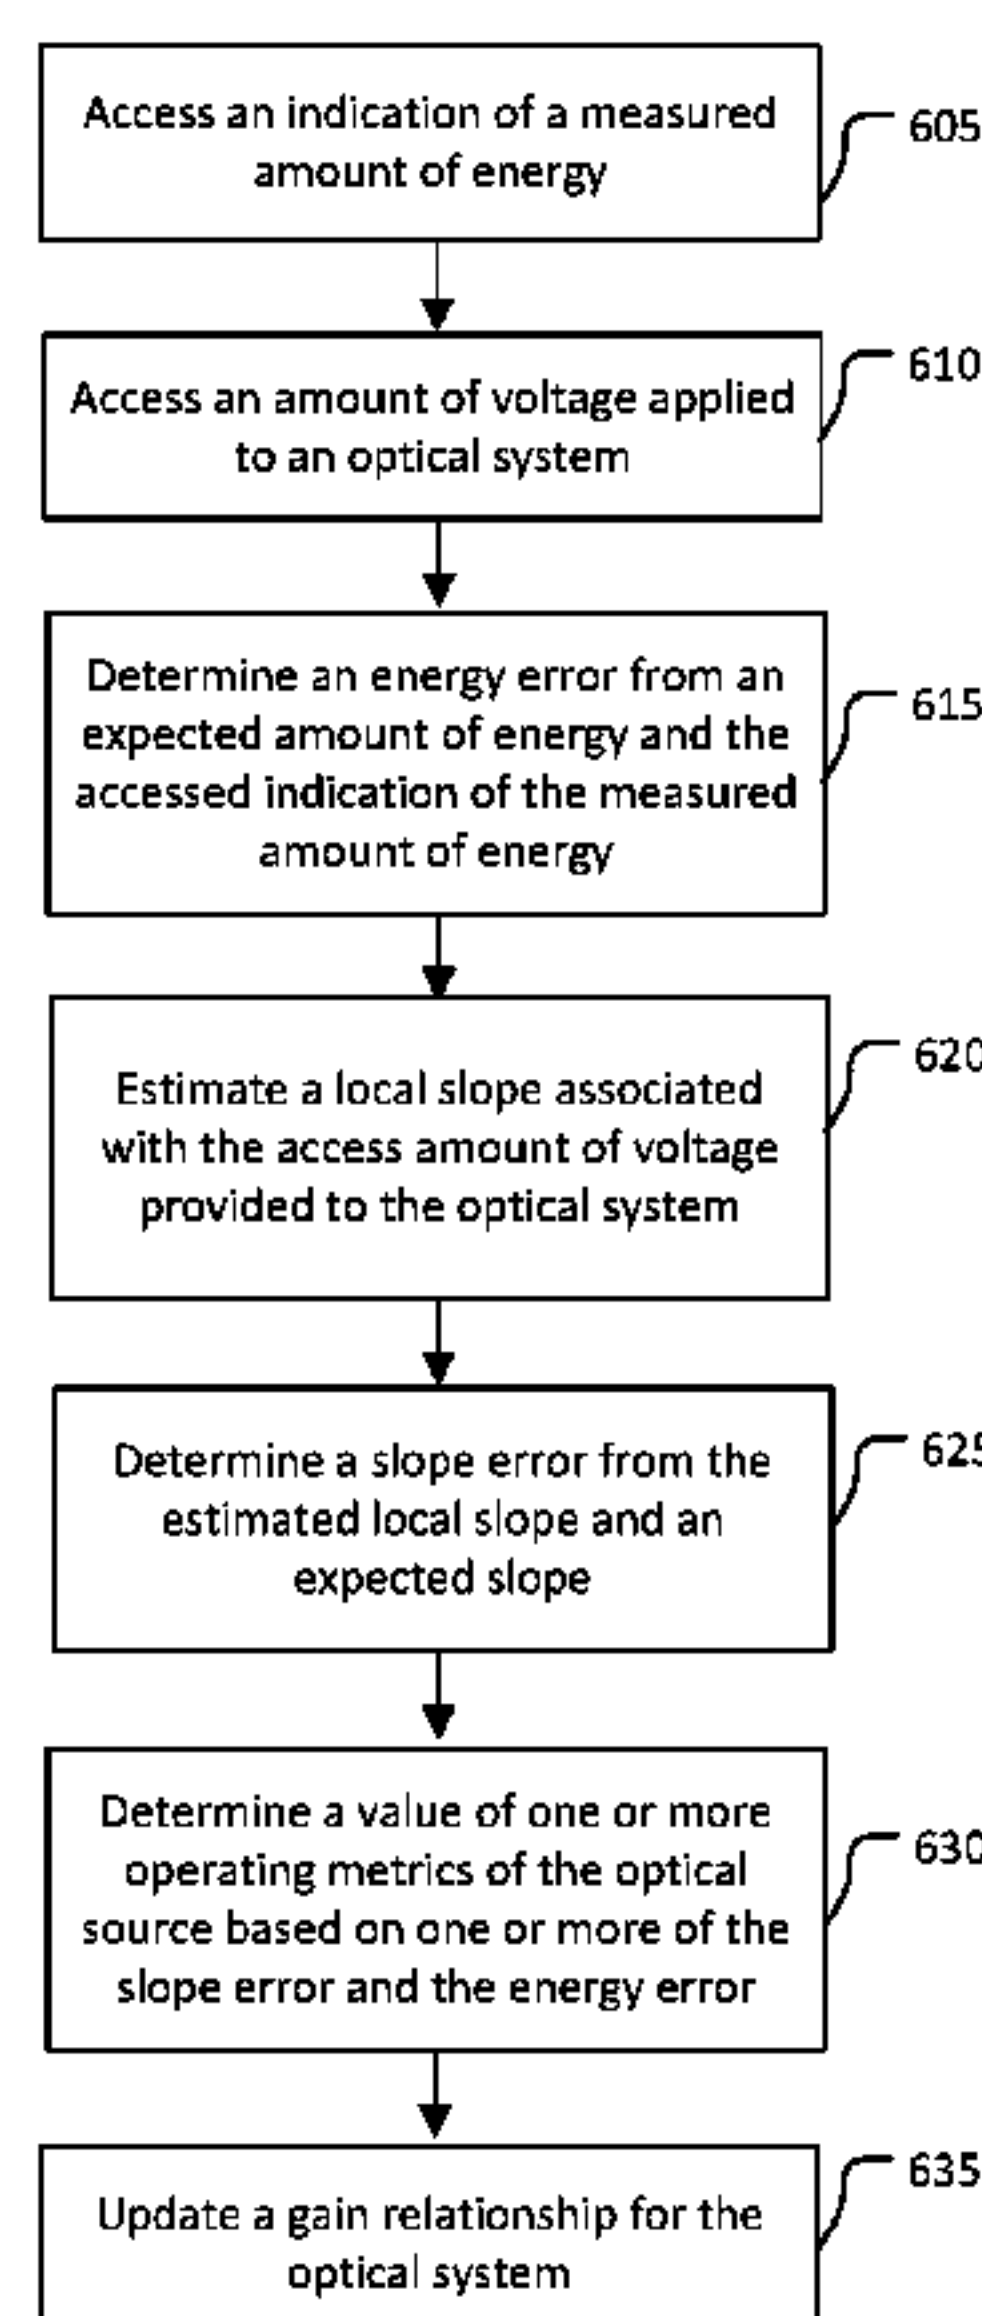 Access an indication of a measured
amount of energy
605
Access an amount of voltage applied
to an optical system
610
Determine an energy error from an
expected amount of energy and the
accessed indication of the measured
amount of energy
615
Estimate a local slope associated
with the access amount of voltage
provided to the optical system
620
Determine a slope error from the
estimated local slope and an
expected slope
625
Determine a value of one or more
operating metrics of the optical
source based on one or more of the
slope error and the energy error
630
Update a gain relationship for the
optical system
635